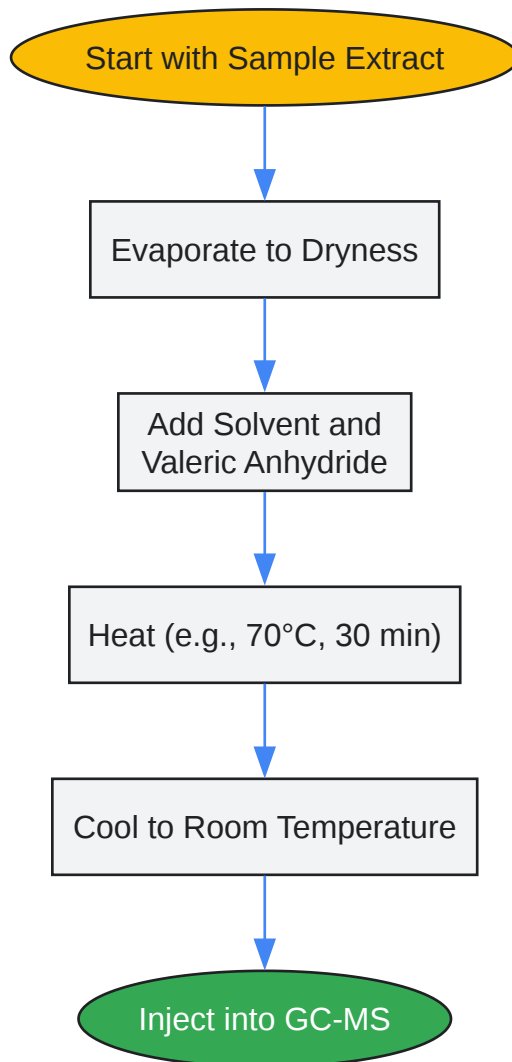 Start with Sample Extract
Evaporate to Dryness
Add Solvent and
Valeric Anhydride
Heat (e.g., 70°C, 30 min)
Cool to Room Temperature
Inject into GC-MS